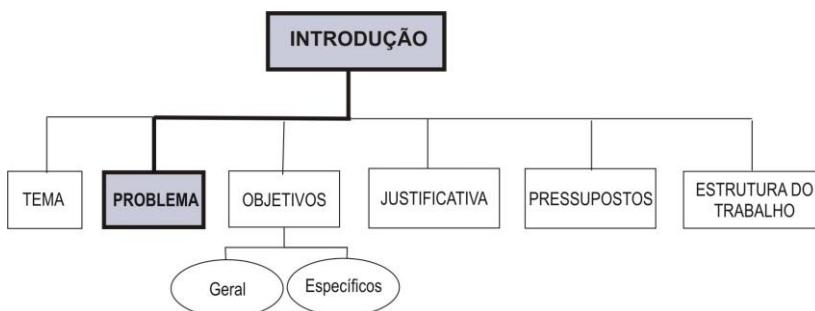 INTRODUÇÃO
TEMA
PROBLEMA
OBJETIVOS
JUSTIFICATIVA
PRESSUPOSTOS
ESTRUTURA DO
TRABALHO
Geral
Específicos